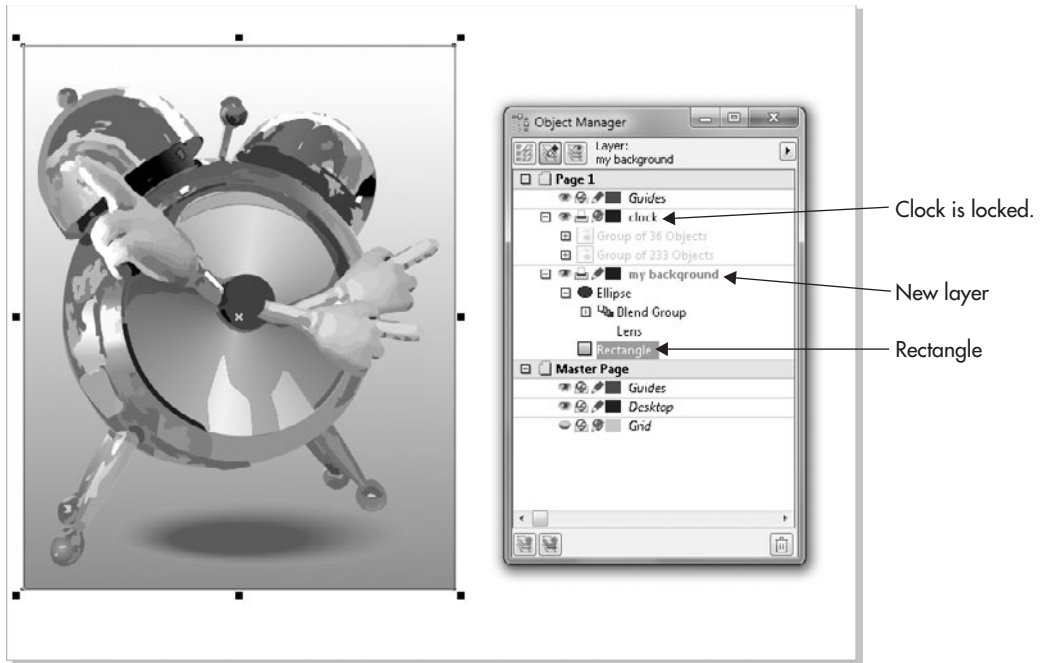 Object Manager
Layer:
my background
Page 1
Guides
clock
Group of 36 Objects
Group of 233 Objects
my background
Ellipse
Blend Group
Lens
Rectangle
Master Page
Guides
Desktop
Grid
Clock is locked.
New layer
Rectangle